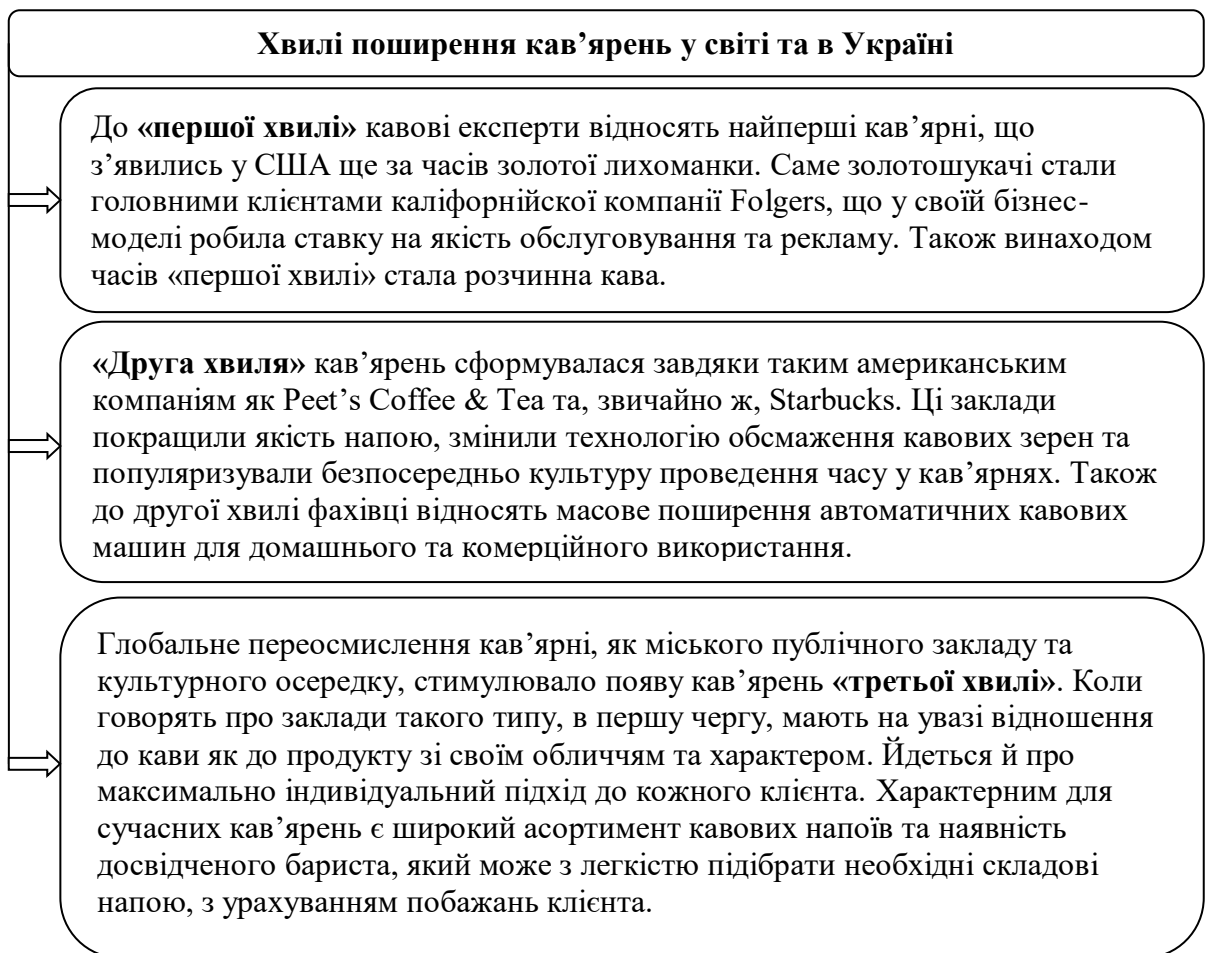 Хвилі поширення кав’ярень у світі та в Україні
До «першої хвилі» кавові експерти відносять найперші кав’ярні, що
з’явились у США ще за часів золотої лихоманки. Саме золотошукачі стали
головними клієнтами каліфорнійскої компанії Folgers, що у своїй бізнес-
моделі робила ставку на якість обслуговування та рекламу. Також винаходом
часів «першої хвилі» стала розчинна кава.
«Друга хвиля» кав’ярень сформувалася завдяки таким американським
компаніям як Peet’s Coffee & Tea та, звичайно ж, Starbucks. Ці заклади
покращили якість напою, змінили технологію обсмаження кавових зерен та
популяризували безпосередньо культуру проведення часу у кав’ярнях. Також
до другої хвилі фахівці відносять масове поширення автоматичних кавових
машин для домашнього та комерційного використання.
Глобальне переосмислення кав’ярні, як міського публічного закладу та
культурного осередку, стимулювало появу кав’ярень «третьої хвилі». Коли
говорять про заклади такого типу, в першу чергу, мають на увазі відношення
до кави як до продукту зі своїм обличчям та характером. Йдеться й про
максимально індивідуальний підхід до кожного клієнта. Характерним для
сучасних кав’ярень є широкий асортимент кавових напоїв та наявність
досвідченого бариста, який може з легкістю підібрати необхідні складові
напою, з урахуванням побажань клієнта.